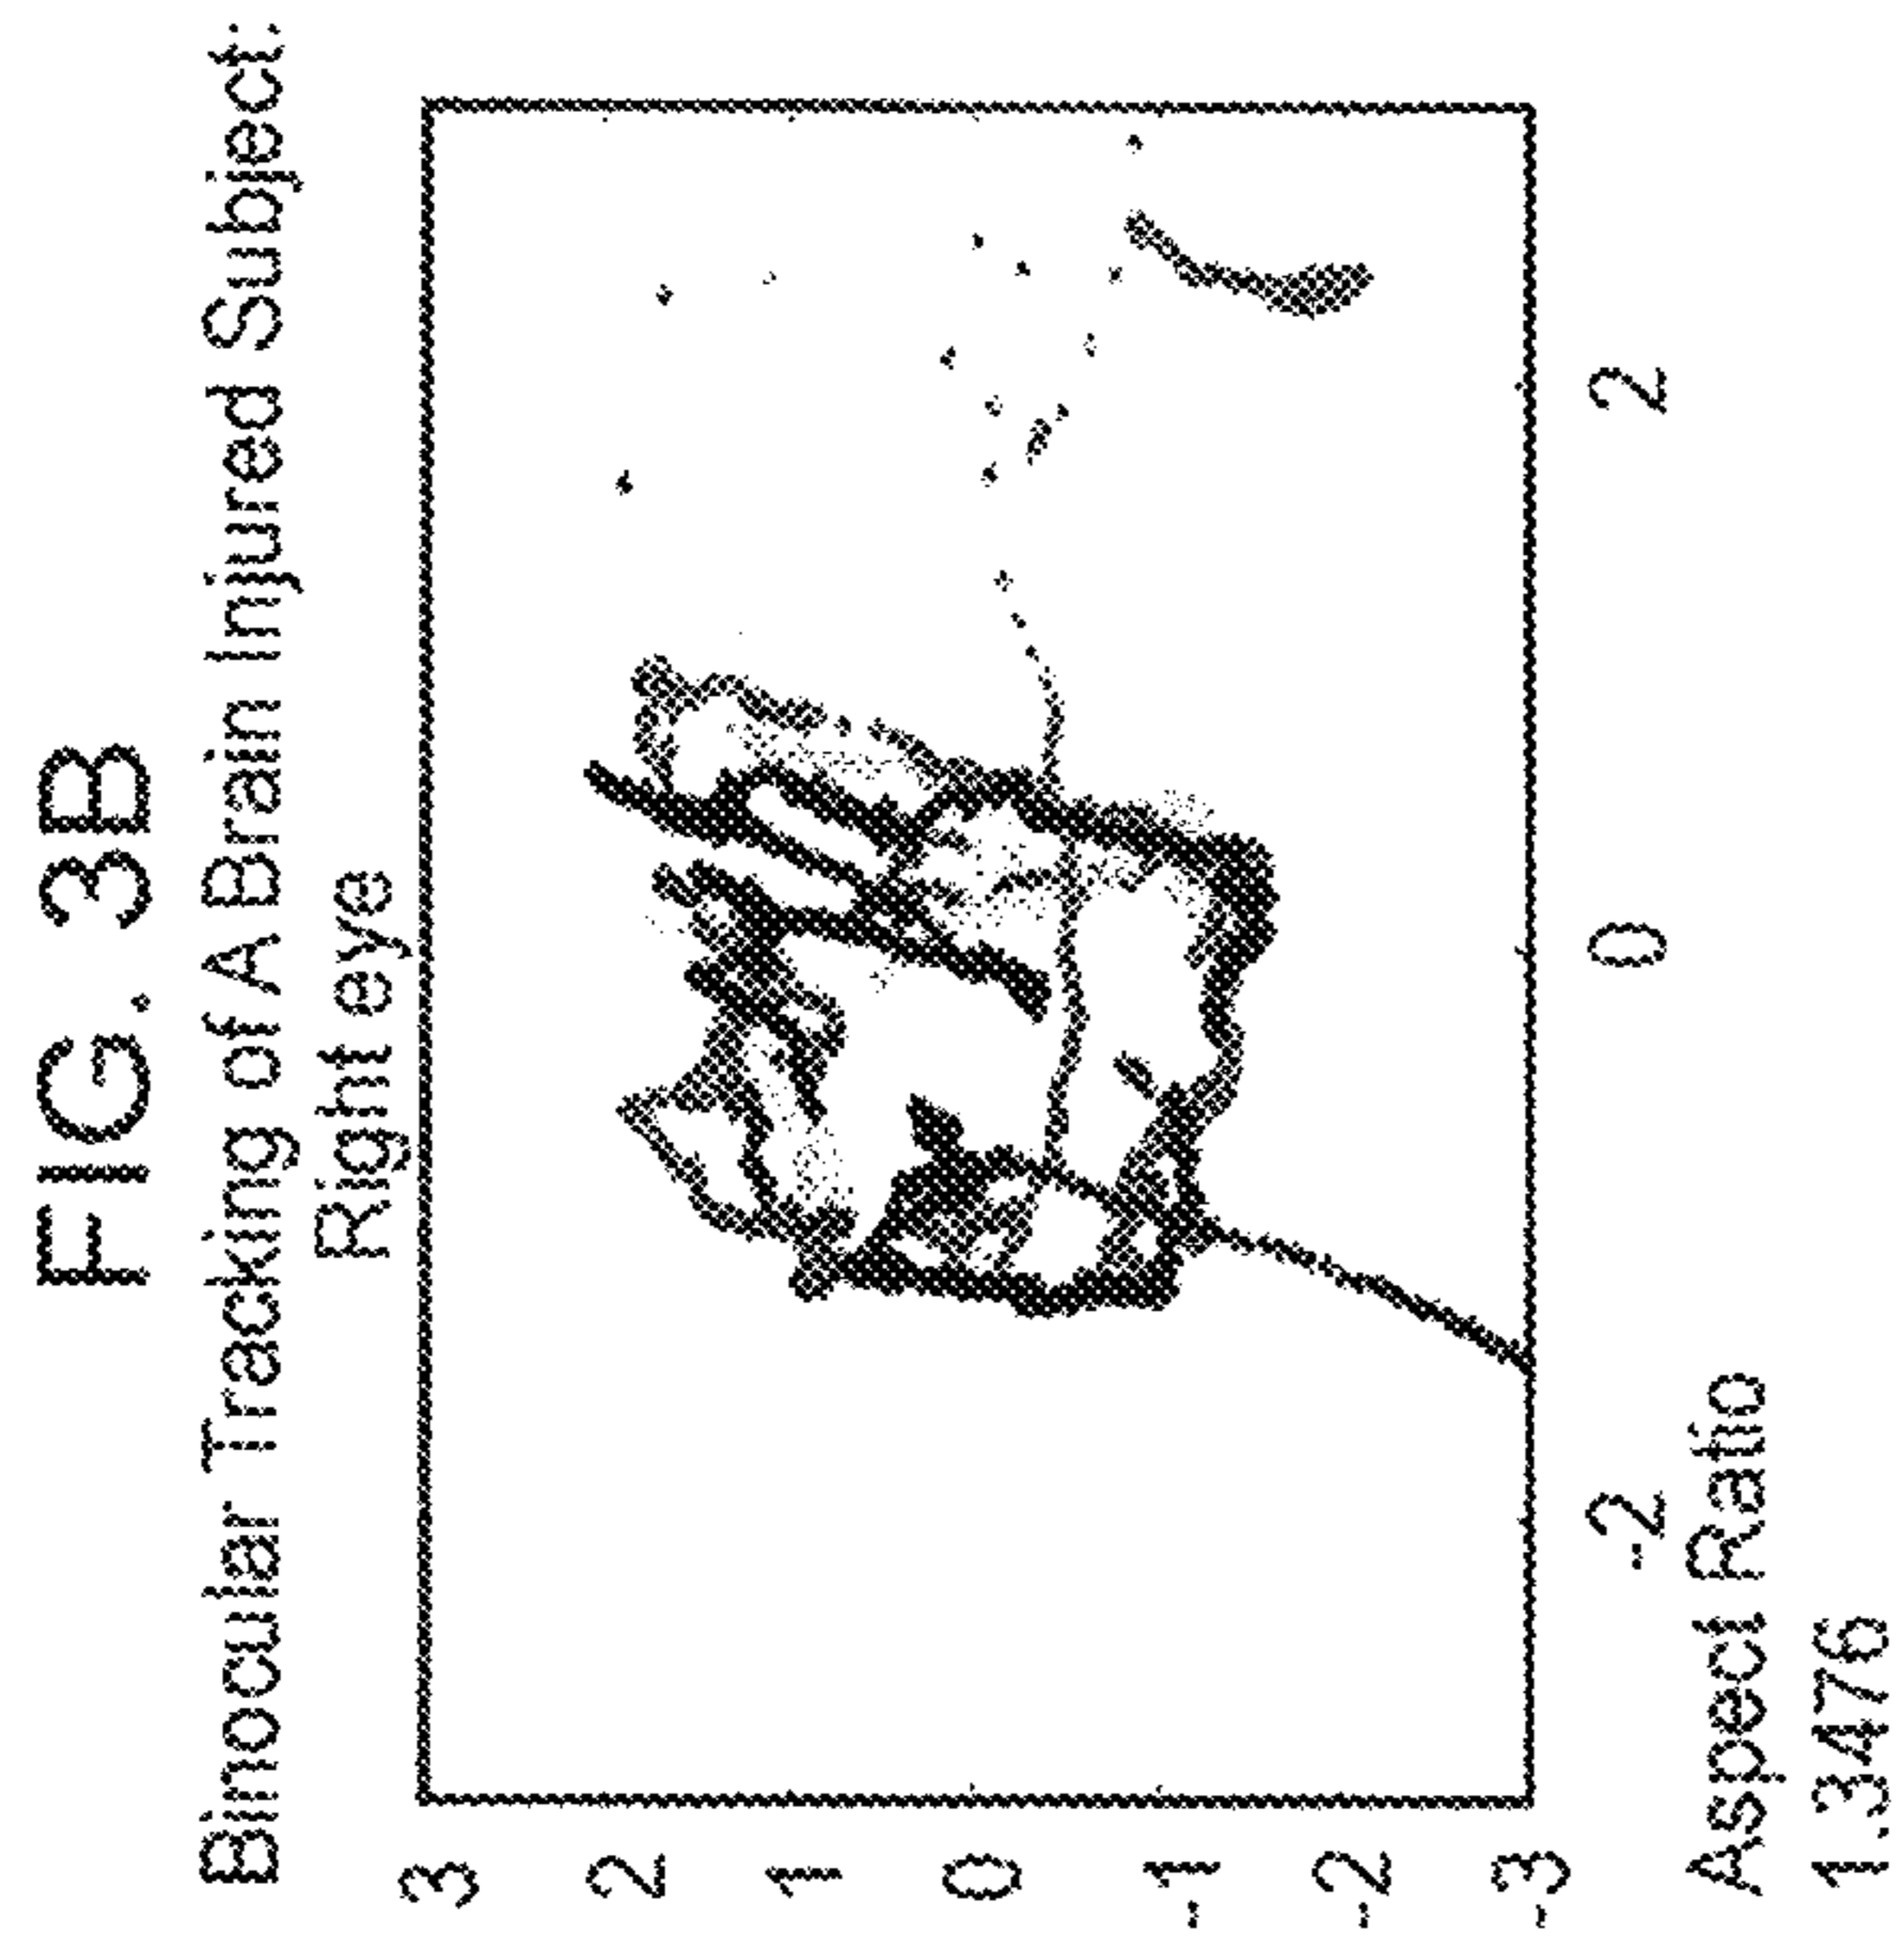 FIG. 3B
Binocular Tracking of A Brain Injured Subject:
Right eye
3
2
1
0
-1
-2
-3
-2 0 2
Aspect Ratio
1.3476